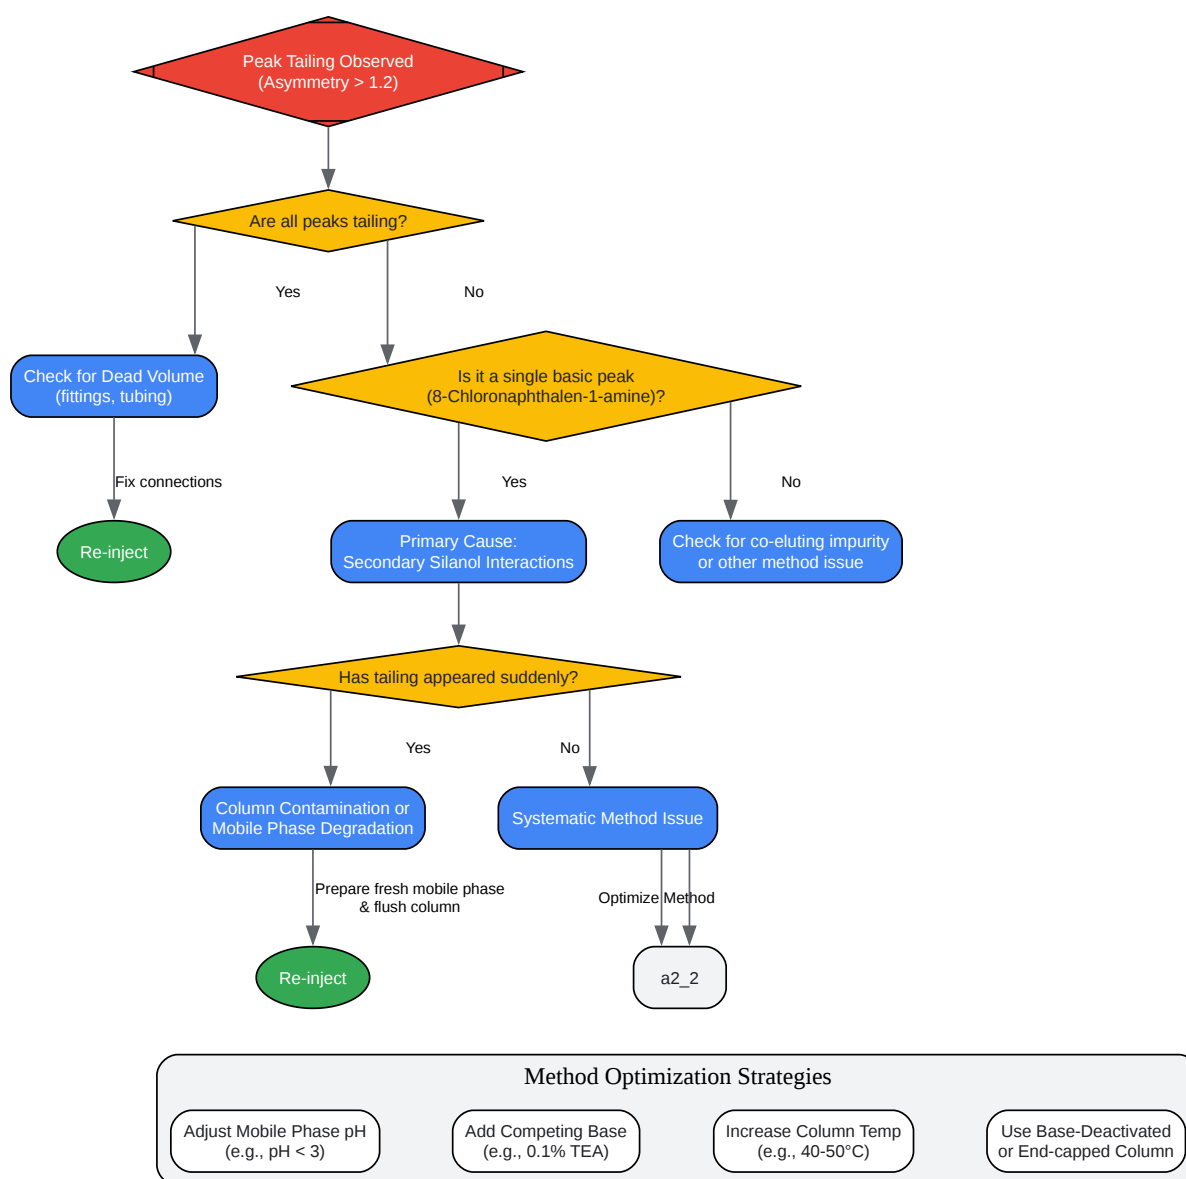 Peak Tailing Observed
(Asymmetry > 1.2)
Are all peaks tailing?
Yes
No
Check for Dead Volume
(fittings, tubing)
Is it a single basic peak
(8-Chloronaphthalen-1-amine)?
Fix connections
Yes
No
Re-inject
Primary Cause:
Secondary Silanol Interactions
Check for co-eluting impurity
or other method issue
Has tailing appeared suddenly?
Yes
No
Column Contamination or
Mobile Phase Degradation
Systematic Method Issue
Prepare fresh mobile phase
& flush column
Optimize Method
Re-inject
a2_2
Method Optimization Strategies
Adjust Mobile Phase pH
(e.g., pH < 3)
Add Competing Base
(e.g., 0.1% TEA)
Increase Column Temp
(e.g., 40-50°C)
Use Base-Deactivated
or End-capped Column